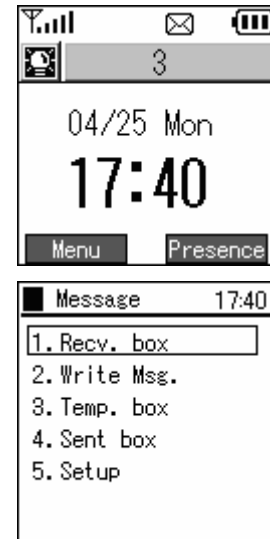 3
04/25 Mon
17:40
Menu Presence
Message 17:40
1. Recv. box
2. Write Msg.
3. Temp. box
4. Sent box
5. Setup